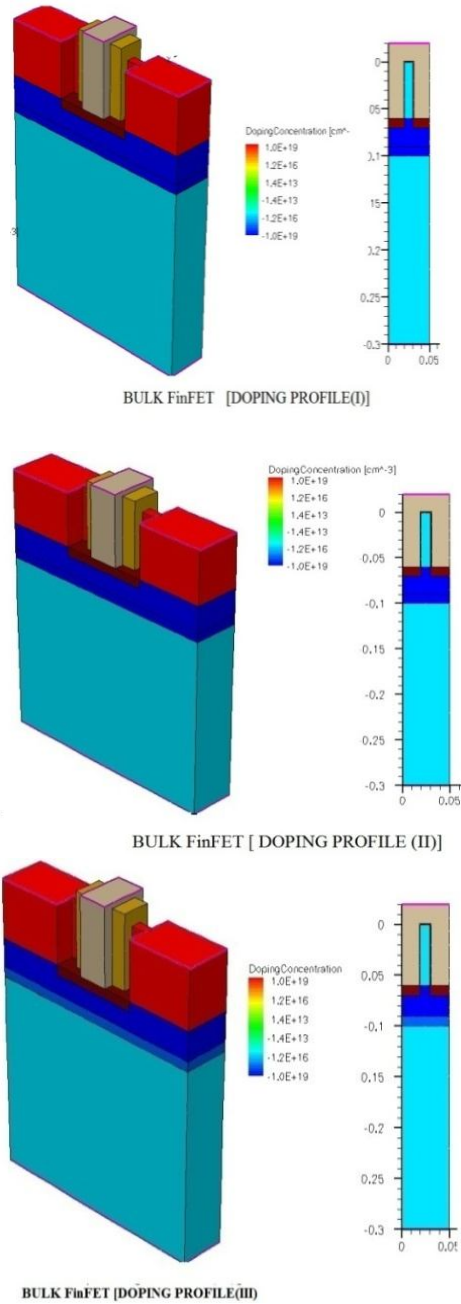 DopingConcentration [cm^-
1.0E+19
1.2E+16
1.4E+13
-1.4E+13
-1.2E+16
-1.0E+19
0
05
0.1
15
0.2
0.25
-0.3
0 0.05
BULK FinFET [DOPING PROFILE(I)]
DopingConcentration [cm^-3]
1.0E+19
1.2E+16
1.4E+13
-1.4E+13
-1.2E+16
-1.0E+19
0
-0.05
-0.1
-0.15
-0.2
-0.25
-0.3
0 0.05
BULK FinFET [ DOPING PROFILE (II)]
DopingConcentration
1.0E+19
1.2E+16
1.4E+13
-1.4E+13
-1.2E+16
-1.0E+19
0
0.05
-0.1
0.15
-0.2
0.25
-0.3
0 0.05
BULK FinFET [DOPING PROFILE(III)